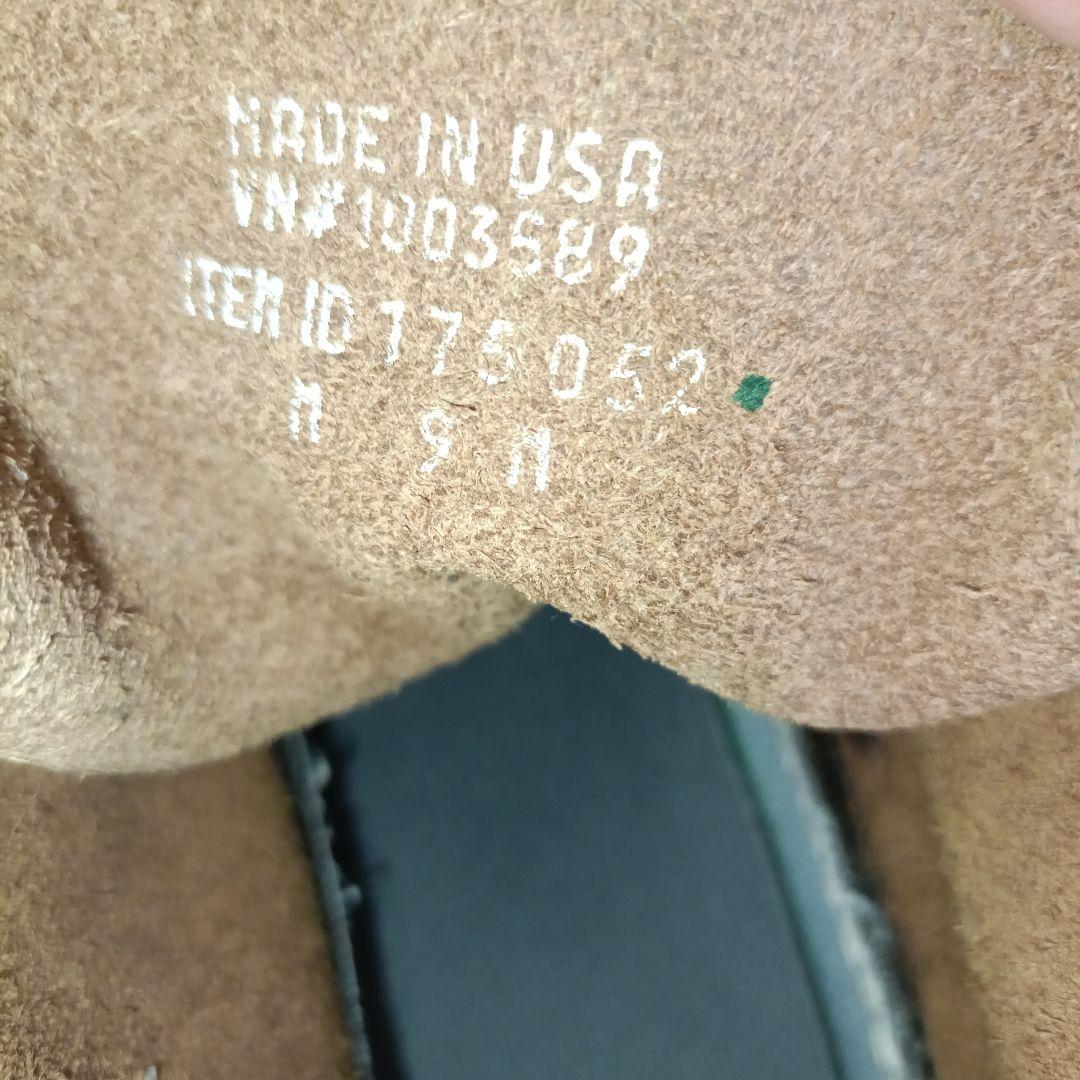 MADE IN USA
VN#1003589
ITEM ID 175052
M 9 M